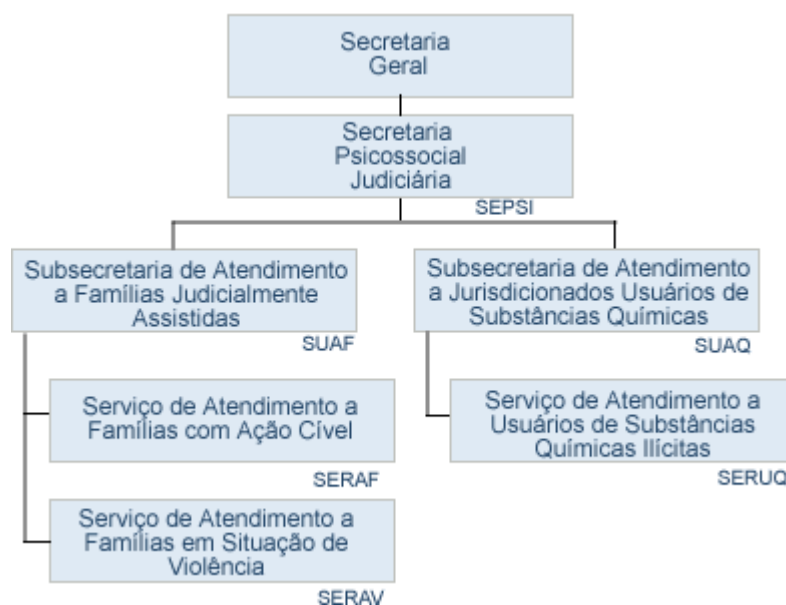 Secretaria
Geral
Secretaria
Psicossocial
Judiciária
SEPSI
Subsecretaria de Atendimento
a Famílias Judicialmente
Assistidas
SUAF
Subsecretaria de Atendimento
a Jurisdicionados Usuários de
Substâncias Químicas
SUAQ
Serviço de Atendimento a
Famílias com Ação Cível
SERAF
Serviço de Atendimento a
Usuários de Substâncias
Químicas Ilícitas
SERUQ
Serviço de Atendimento a
Famílias em Situação de
Violência
SERAV